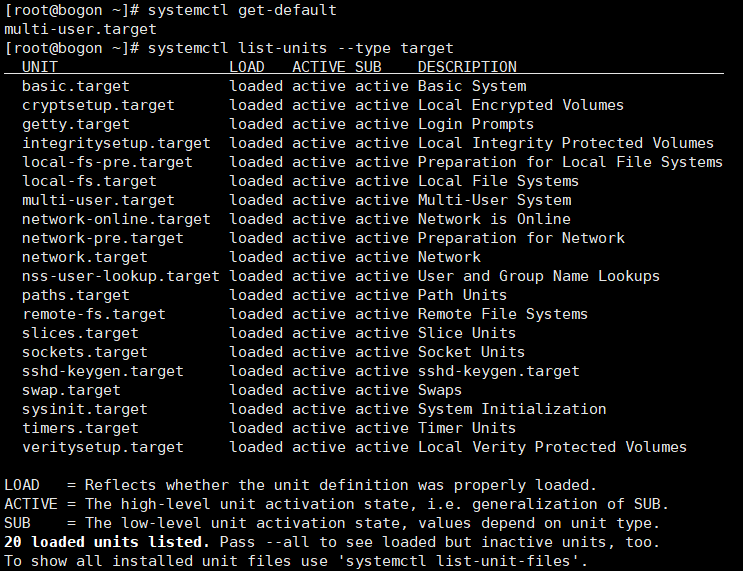 [root@bogon ~]# systemctl get-default
multi-user.target
[root@bogon ~]# systemctl list-units --type target
  UNIT                   LOAD   ACTIVE SUB    DESCRIPTION
  basic.target           loaded active active Basic System
  cryptsetup.target      loaded active active Local Encrypted Volumes
  getty.target           loaded active active Login Prompts
  integritysetup.target  loaded active active Local Integrity Protected Volumes
  local-fs-pre.target    loaded active active Preparation for Local File Systems
  local-fs.target        loaded active active Local File Systems
  multi-user.target      loaded active active Multi-User System
  network-online.target  loaded active active Network is Online
  network-pre.target     loaded active active Preparation for Network
  network.target         loaded active active Network
  nss-user-lookup.target loaded active active User and Group Name Lookups
  paths.target           loaded active active Path Units
  remote-fs.target       loaded active active Remote File Systems
  slices.target          loaded active active Slice Units
  sockets.target         loaded active active Socket Units
  sshd-keygen.target     loaded active active sshd-keygen.target
  swap.target            loaded active active Swaps
  sysinit.target         loaded active active System Initialization
  timers.target          loaded active active Timer Units
  veritysetup.target     loaded active active Local Verity Protected Volumes

LOAD   = Reflects whether the unit definition was properly loaded.
ACTIVE = The high-level unit activation state, i.e. generalization of SUB.
SUB    = The low-level unit activation state, values depend on unit type.
20 loaded units listed. Pass --all to see loaded but inactive units, too.
To show all installed unit files use 'systemctl list-unit-files'.